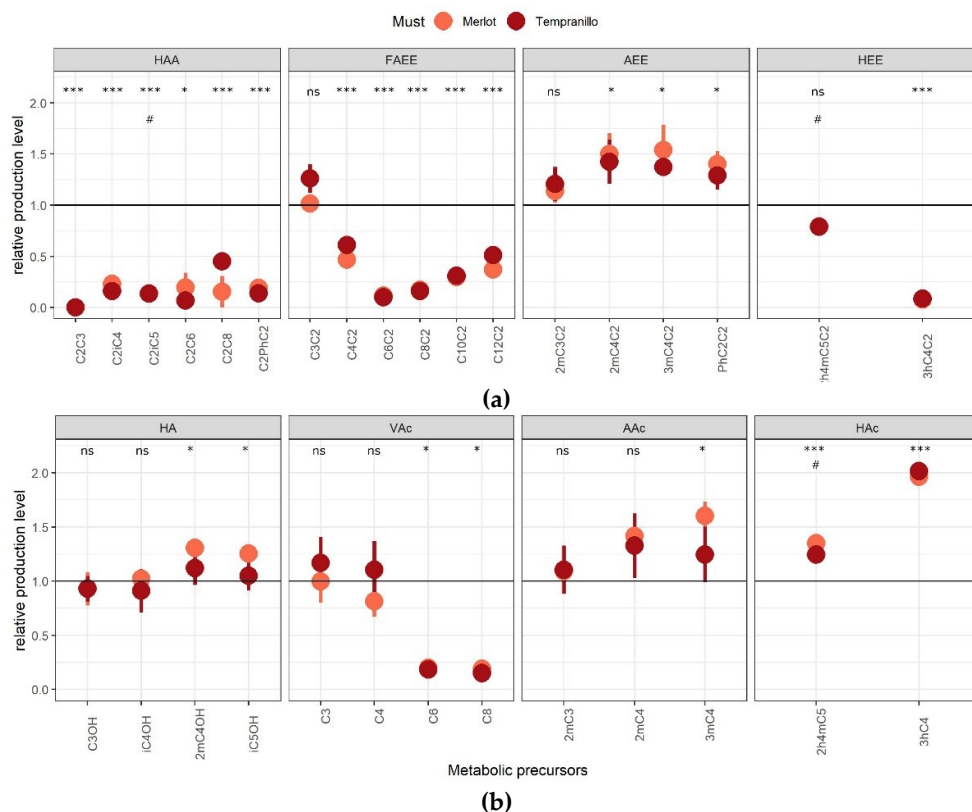 Must Merlot Tempranillo
HAA FAEE AEE HEE
*** *** *** * *** *** ns *** *** *** *** *** ns * * * ns ***
# #
2.0
1.5
1.0
0.5
0.0
relative production level
C2C3 C2iC4 C2iC5 C2C6 C2C8 C2PhC2 C3C2 C4C2 C6C2 C8C2 C10C2 C12C2 2mC3C2 2mC4C2 3mC4C2 PhC2C2 2h4mC5C2 3hC4C2
(a)
HA VAc AAc HAc
ns ns * * ns ns * * ns ns * *** ***
#
2.0
1.5
1.0
0.5
0.0
relative production level
C3OH iC4OH 2mC4OH iC5OH C3 C4 C6 C8 2mC3 2mC4 3mC4 2h4mC5 3hC4
Metabolic precursors
(b)